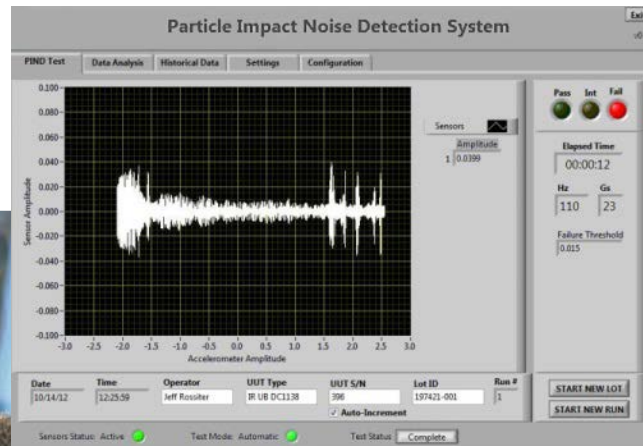 Particle Impact Noise Detection System
PIND Test Data Analysis Historical Data Settings Configuration
0.100
0.080
0.060
0.040
0.020
0.000
-0.020
-0.040
-0.060
-0.080
-0.100
Sensor Amplitude
-3.0 -2.5 -2.0 -1.5 -1.0 -0.5 0.0 0.5 1.0 1.5 2.0 2.5 3.0
Accelerometer Amplitude
Sensors
Amplitude
1 0.0399
Pass Int Fail
Elapsed Time
00:00:12
Hz Gs
110 23
Failure Threshold
0.015
Date Time Operator UUT Type UUT S/N Lot ID Run #
10/14/12 12:25:59 Jeff Rossiter IR UB DC1138 396 197421-001 1
Auto-Increment
START NEW LOT
START NEW RUN
Sensors Status: Active Test Mode: Automatic Test Status Complete